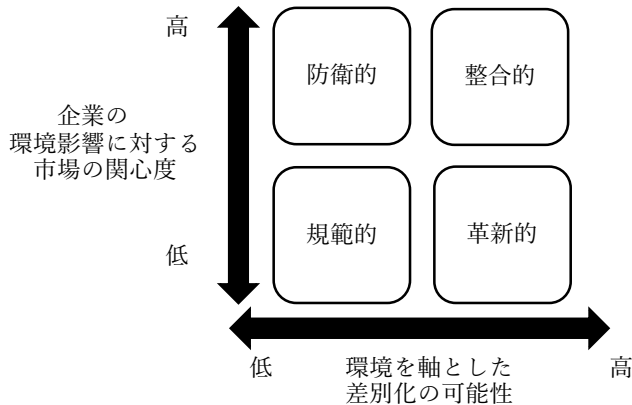 高
防衛的
整合的
企業の
環境影響に対する
市場の関心度
規範的
革新的
低
低
環境を軸とした
差別化の可能性
高